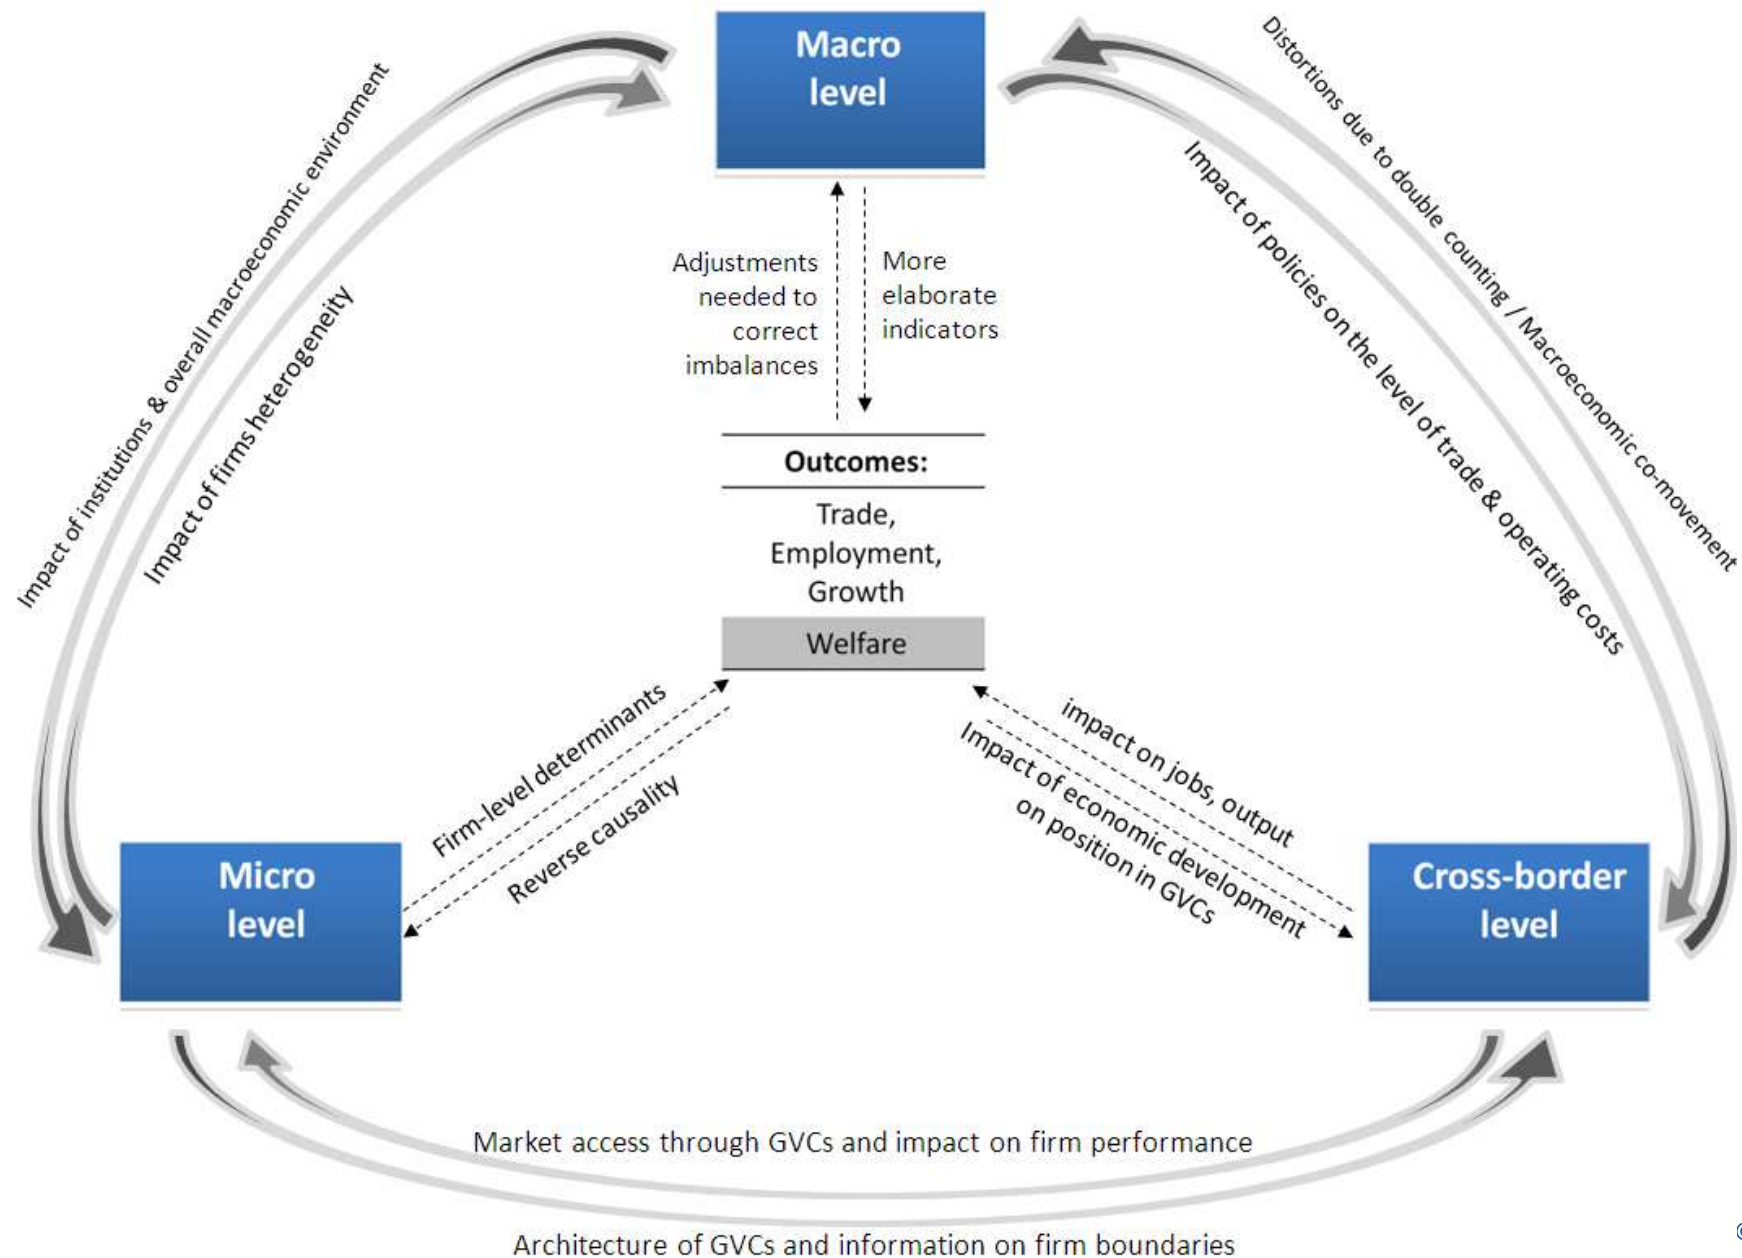 Macro
level
Distortions due to double counting / Macroeconomic co-movement
Impact of policies on the level of trade & operating costs
Impact of institutions & overall macroeconomic environment
Impact of firms heterogeneity
Adjustments
needed to
correct
imbalances
More
elaborate
indicators
Outcomes:
Trade,
Employment,
Growth
Welfare
Firm-level determinants
Reverse causality
impact on jobs, output
Impact of economic development
on position in GVCs
Micro
level
Cross-border
level
Market access through GVCs and impact on firm performance
Architecture of GVCs and information on firm boundaries